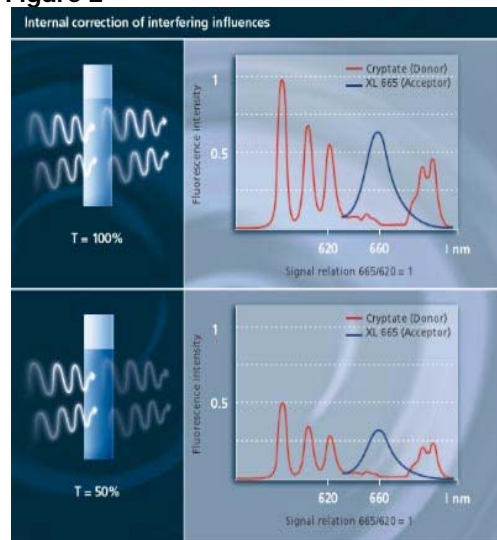 Figure 2
Internal correction of interfering influences
Cryptate (Donor)
XL 665 (Acceptor)
Fluorescence intensity
1
0.5
620
660
l nm
T = 100%
Signal relation 665/620 = 1
Cryptate (Donor)
XL 665 (Acceptor)
Fluorescence intensity
1
0.5
620
660
l nm
T = 50%
Signal relation 665/620 = 1